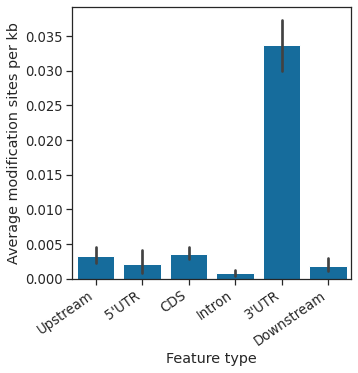 Average modification sites per kb
0.035
0.030
0.025
0.020
0.015
0.010
0.005
0.000
Upstream
5'UTR
CDS
Intron
3'UTR
Downstream
Feature type